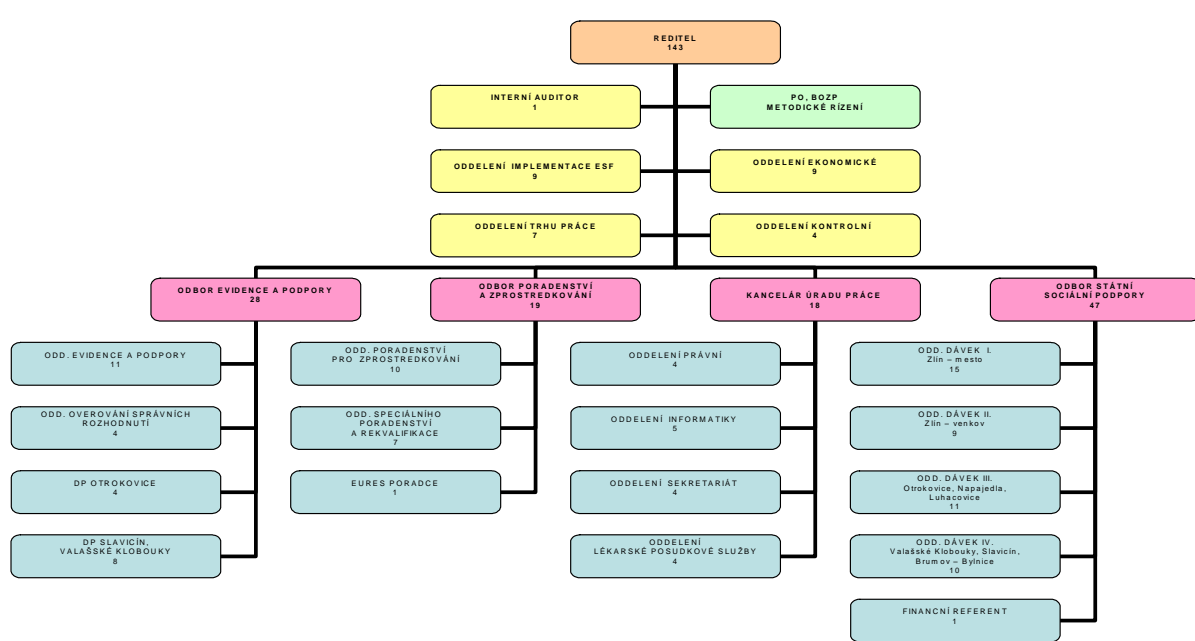 REDITEL
143
INTERNÍ AUDITOR
1
PO, BOZP
METODICKÉ RÍZENÍ
ODDELENÍ IMPLEMENTACE ESF
9
ODDELENÍ EKONOMICKÉ
9
ODDELENÍ TRHU PRÁCE
7
ODDELENÍ KONTROLNÍ
4
ODBOR EVIDENCE A PODPORY
28
ODBOR PORADENSTVÍ
A ZPROSTREDKOVÁNÍ
19
KANCELÁR ÚRADU PRÁCE
18
ODBOR STÁTNÍ
SOCIÁLNÍ PODPORY
47
ODD. EVIDENCE A PODPORY
11
ODD. PORADENSTVÍ
PRO ZPROSTREDKOVÁNÍ
10
ODDELENÍ PRÁVNÍ
4
ODD. DÁVEK I.
Zlín – mesto
15
ODD. OVEROVÁNÍ SPRÁVNÍCH
ROZHODNUTÍ
4
ODD. SPECIÁLNÍHO
PORADENSTVÍ
A REKVALIFIKACE
7
ODDELENÍ INFORMATIKY
5
ODD. DÁVEK II.
Zlín – venkov
9
DP OTROKOVICE
4
EURES PORADCE
1
ODDELENÍ SEKRETARIÁT
4
ODD. DÁVEK III.
Otrokovice, Napajedla,
Luhacovice
11
DP SLAVICÍN,
VALAŠSKÉ KLOBOUKY
8
ODDELENÍ
LÉKARSKÉ POSUDKOVÉ SLUŽBY
4
ODD. DÁVEK IV.
Valašské Klobouky, Slavicín,
Brumov – Bylnice
10
FINANCNÍ REFERENT
1